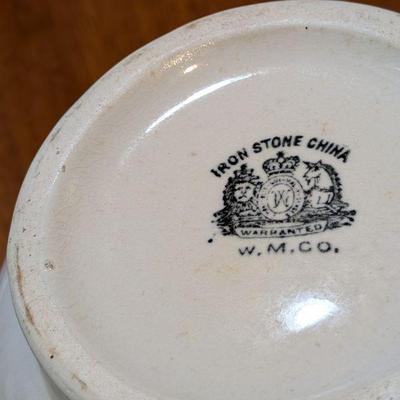 IRON STONE CHINA
WARRANTED
W.M.CO.